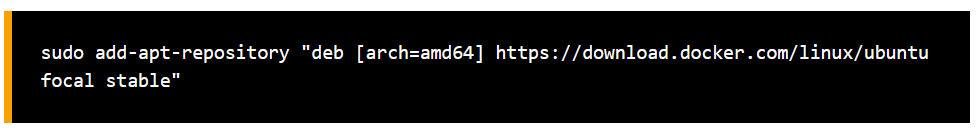 sudo add-apt-repository "deb [arch=amd64] https://download.docker.com/linux/ubuntu
focal stable"